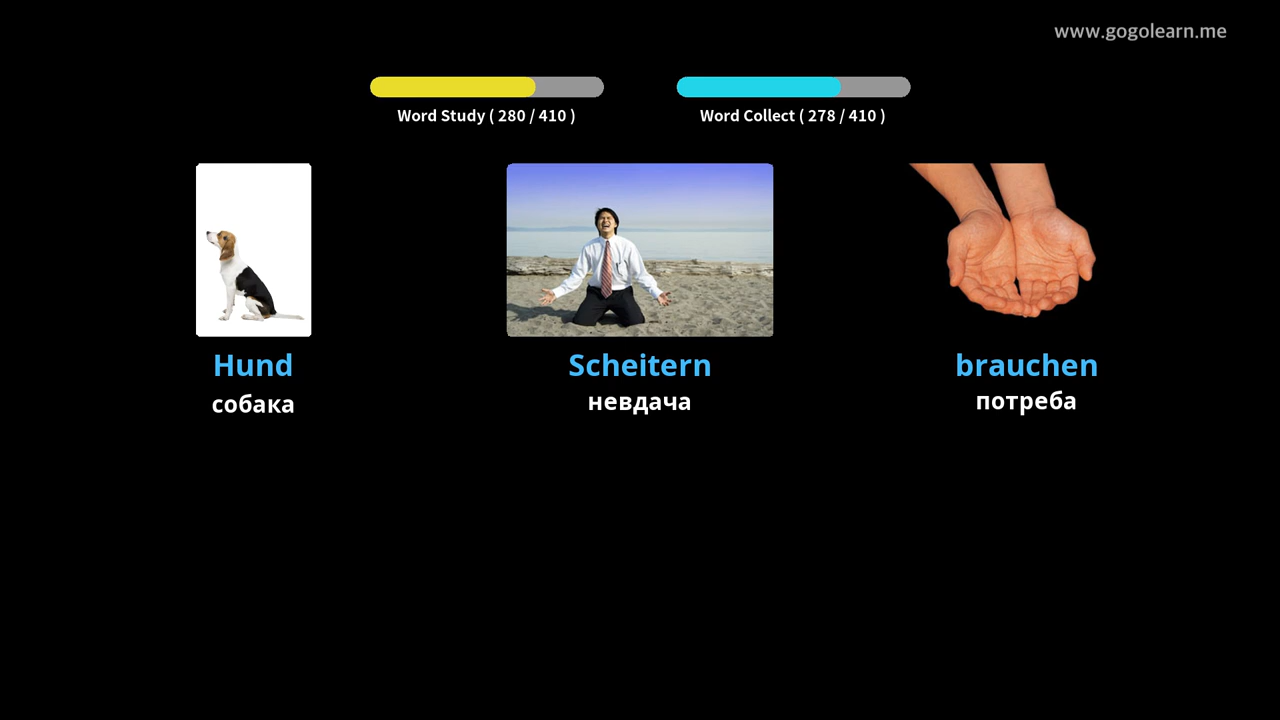 www.gogolearn.me
Word Study ( 280 / 410 )
Word Collect ( 278 / 410 )
Hund
собака
Scheitern
невдача
brauchen
потреба